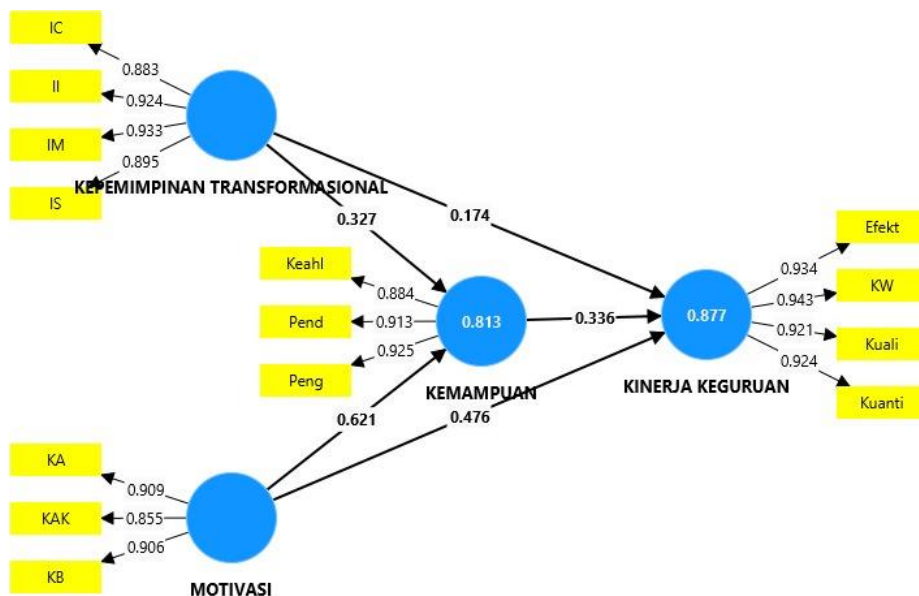 IC
0.883
II
0.924
IM
0.933
IS
0.895
KEPEMIMPINAN TRANSFORMASIONAL
0.327
0.174
Keahl
0.884
Pend
0.913
Peng
0.925
0.813
KEMAMPUAN
0.336
0.877
KINERJA KEGURUAN
Efekt
0.934
KW
0.943
Kuali
0.921
Kuanti
0.924
0.621
0.476
KA
0.909
KAK
0.855
KB
0.906
MOTIVASI